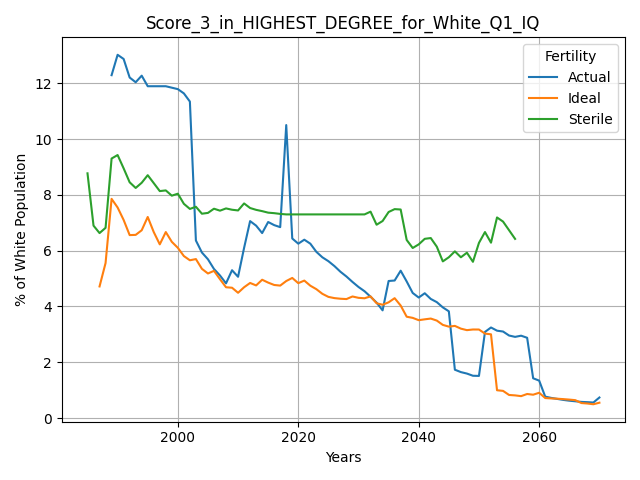 Score_3_in_HIGHEST_DEGREE_for_White_Q1_IQ
% of White Population
12
10
8
6
4
2
0
Fertility
Actual
Ideal
Sterile
2000
2020
2040
2060
Years